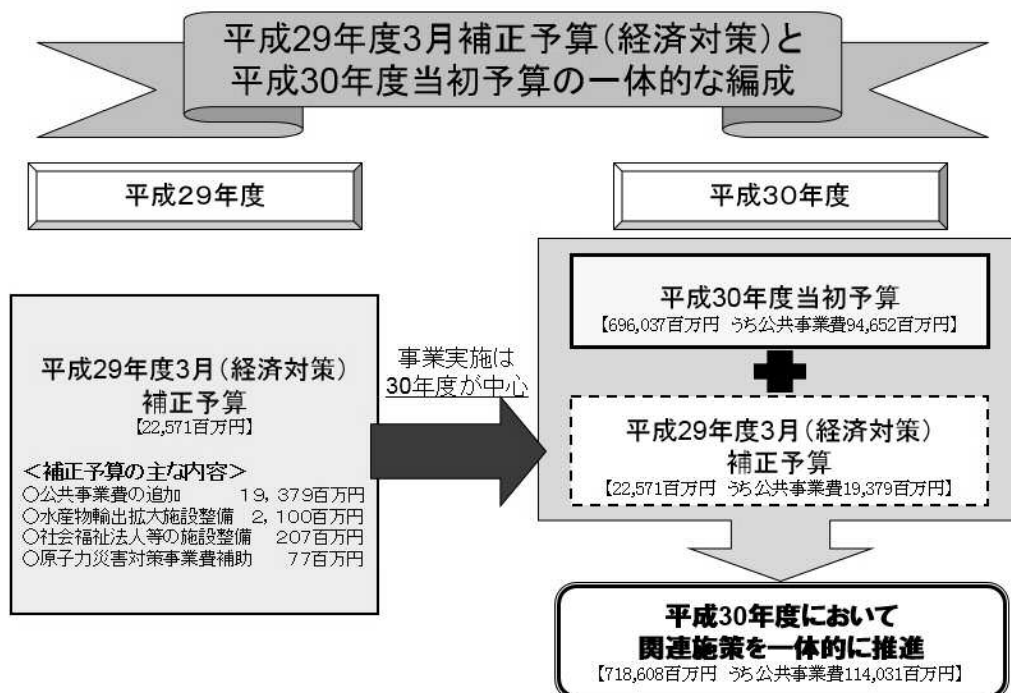 平成29年度3月補正予算(経済対策)と
平成30年度当初予算の一体的な編成
平成29年度
平成30年度
平成29年度3月(経済対策)
補正予算
【22,571百万円】
<補正予算の主な内容>
○公共事業費の追加 19,379百万円
○水産物輸出拡大施設整備 2,100百万円
○社会福祉法人等の施設整備 207百万円
○原子力災害対策事業費補助 77百万円
事業実施は
30年度が中心
平成30年度当初予算
【696,037百万円 うち公共事業費94,652百万円】
平成29年度3月(経済対策)
補正予算
【22,571百万円 うち公共事業費19,379百万円】
平成30年度において
関連施策を一体的に推進
【718,608百万円 うち公共事業費114,031百万円】